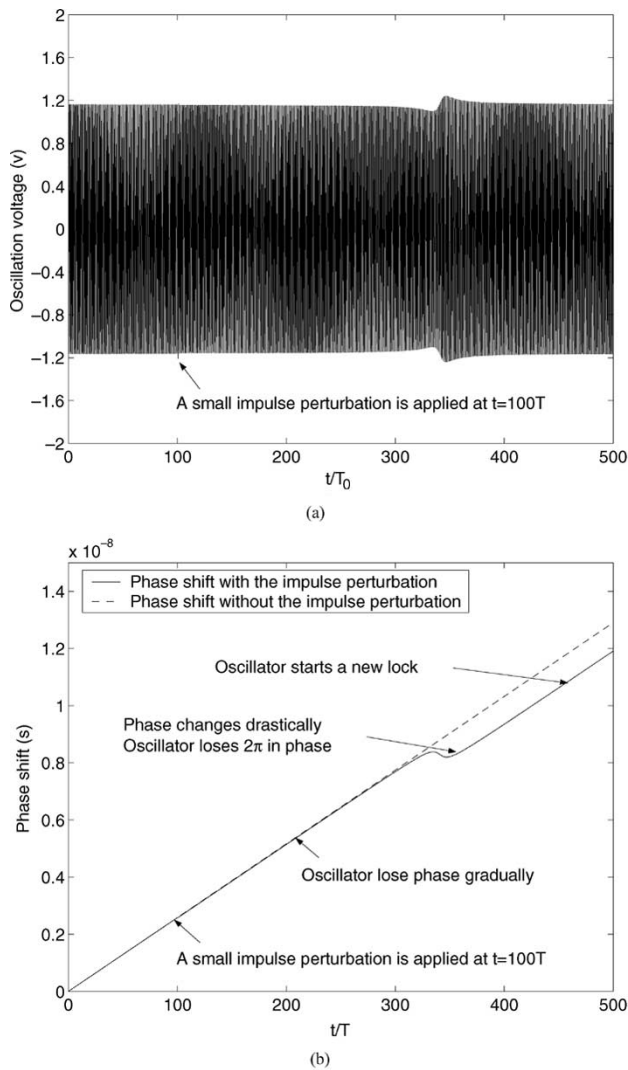 2
1.6
1.2
0.8
0.4
0
−0.4
−0.8
−1.2
−1.6
−2
Oscillation voltage (v)
A small impulse perturbation is applied at t=100T
0 100 200 300 400 500
t/T0
(a)
x 10−8
1.4
1.2
1
0.8
0.6
0.4
0.2
0
Phase shift (s)
Phase shift with the impulse perturbation
Phase shift without the impulse perturbation
Oscillator starts a new lock
Phase changes drastically
Oscillator loses 2π in phase
Oscillator lose phase gradually
A small impulse perturbation is applied at t=100T
0 100 200 300 400 500
t/T
(b)